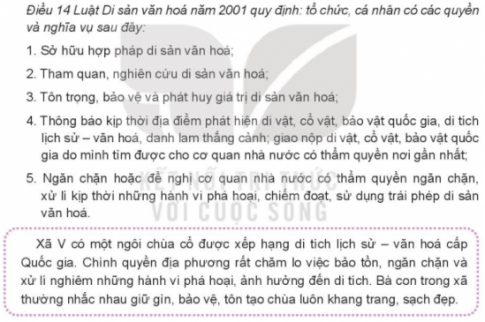 Điều 14 Luật Di sản văn hoá năm 2001 quy định: tổ chức, cá nhân có các quyền
và nghĩa vụ sau đây:
1. Sở hữu hợp pháp di sản văn hoá;
2. Tham quan, nghiên cứu di sản văn hoá;
3. Tôn trọng, bảo vệ và phát huy giá trị di sản văn hoá;
4. Thông báo kịp thời địa điểm phát hiện di vật, cổ vật, bảo vật quốc gia, di tích
lịch sử – văn hoá, danh lam thắng cảnh; giao nộp di vật, cổ vật, bảo vật quốc
gia do mình tìm được cho cơ quan nhà nước có thẩm quyền nơi gần nhất;
5. Ngăn chặn hoặc đề nghị cơ quan nhà nước có thẩm quyền ngăn chặn,
xử lí kịp thời những hành vi phá hoại, chiếm đoạt, sử dụng trái phép di sản
văn hoá.
KẾT NỐI TRI THỨC
VỚI CUỘC SỐNG
Xã V có một ngôi chùa cổ được xếp hạng di tích lịch sử – văn hoá cấp
Quốc gia. Chính quyền địa phương rất chăm lo việc bảo tồn, ngăn chặn và
xử lí nghiêm những hành vi phá hoại, ảnh hưởng đến di tích. Bà con trong xã
thường nhắc nhau giữ gìn, bảo vệ, tôn tạo chùa luôn khang trang, sạch đẹp.